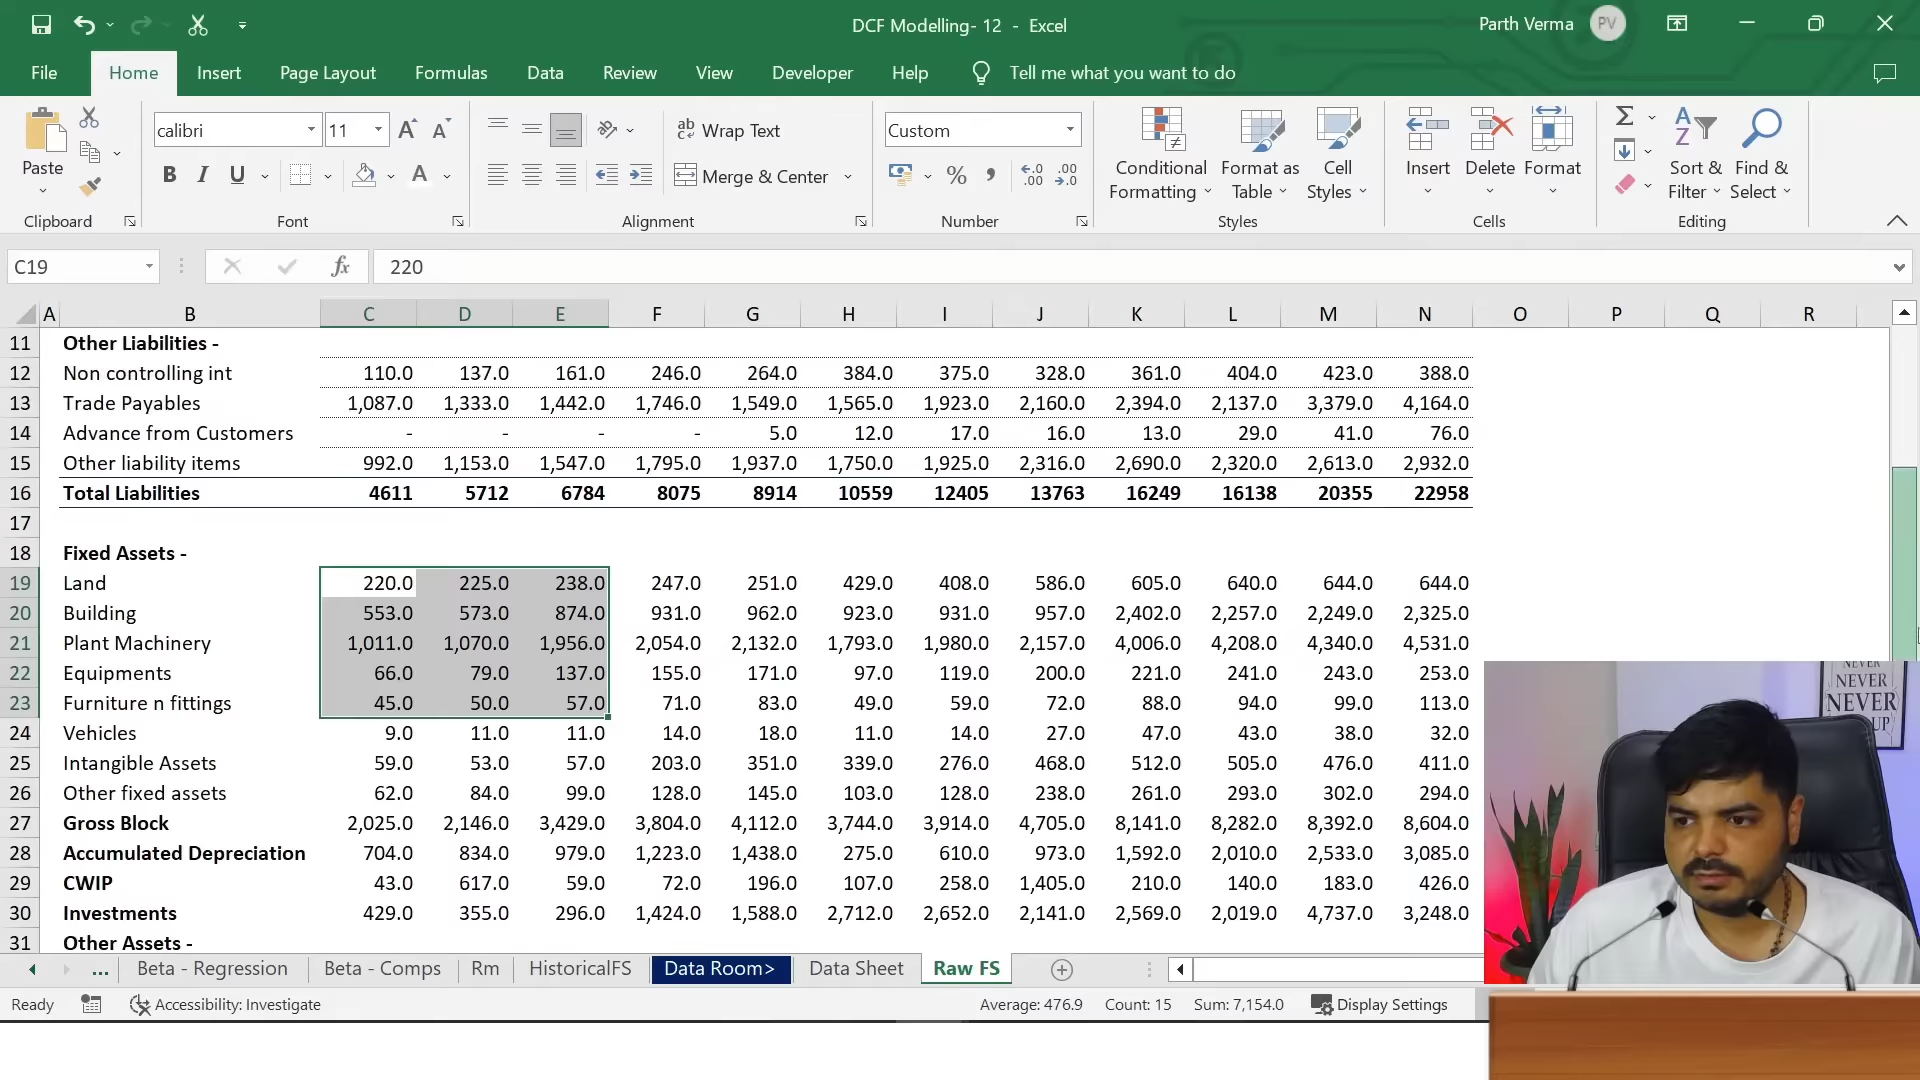 DCF Modelling- 12 - Excel
Parth Verma PV
File Home Insert Page Layout Formulas Data Review View Developer Help Tell me what you want to do
Paste
Clipboard
calibri 11
B I U
Font
ab Wrap Text
Merge & Center
Alignment
Custom
Number
Conditional Formatting
Format as Table
Cell Styles
Styles
Insert Delete Format
Cells
Sort & Filter
Find & Select
Editing
C19 fx 220
A B C D E F G H I J K L M N O P Q R
11 Other Liabilities -
12 Non controlling int 110.0 137.0 161.0 246.0 264.0 384.0 375.0 328.0 361.0 404.0 423.0 388.0
13 Trade Payables 1,087.0 1,333.0 1,442.0 1,746.0 1,549.0 1,565.0 1,923.0 2,160.0 2,394.0 2,137.0 3,379.0 4,164.0
14 Advance from Customers - - - - 5.0 12.0 17.0 16.0 13.0 29.0 41.0 76.0
15 Other liability items 992.0 1,153.0 1,547.0 1,795.0 1,937.0 1,750.0 1,925.0 2,316.0 2,690.0 2,320.0 2,613.0 2,932.0
16 Total Liabilities 4611 5712 6784 8075 8914 10559 12405 13763 16249 16138 20355 22958
17
18 Fixed Assets -
19 Land 220.0 225.0 238.0 247.0 251.0 429.0 408.0 586.0 605.0 640.0 644.0 644.0
20 Building 553.0 573.0 874.0 931.0 962.0 923.0 931.0 957.0 2,402.0 2,257.0 2,249.0 2,325.0
21 Plant Machinery 1,011.0 1,070.0 1,956.0 2,054.0 2,132.0 1,793.0 1,980.0 2,157.0 4,006.0 4,208.0 4,340.0 4,531.0
22 Equipments 66.0 79.0 137.0 155.0 171.0 97.0 119.0 200.0 221.0 241.0 243.0 253.0
23 Furniture n fittings 45.0 50.0 57.0 71.0 83.0 49.0 59.0 72.0 88.0 94.0 99.0 113.0
24 Vehicles 9.0 11.0 11.0 14.0 18.0 11.0 14.0 27.0 47.0 43.0 38.0 32.0
25 Intangible Assets 59.0 53.0 57.0 203.0 351.0 339.0 276.0 468.0 512.0 505.0 476.0 411.0
26 Other fixed assets 62.0 84.0 99.0 128.0 145.0 103.0 128.0 238.0 261.0 293.0 302.0 294.0
27 Gross Block 2,025.0 2,146.0 3,429.0 3,804.0 4,112.0 3,744.0 3,914.0 4,705.0 8,141.0 8,282.0 8,392.0 8,604.0
28 Accumulated Depreciation 704.0 834.0 979.0 1,223.0 1,438.0 275.0 610.0 973.0 1,592.0 2,010.0 2,533.0 3,085.0
29 CWIP 43.0 617.0 59.0 72.0 196.0 107.0 258.0 1,405.0 210.0 140.0 183.0 426.0
30 Investments 429.0 355.0 296.0 1,424.0 1,588.0 2,712.0 2,652.0 2,141.0 2,569.0 2,019.0 4,737.0 3,248.0
31 Other Assets -
NEVER
NEVER
NEVER
... Beta - Regression Beta - Comps Rm HistoricalFS Data Room> Data Sheet Raw FS
Ready Accessibility: Investigate Average: 476.9 Count: 15 Sum: 7,154.0 Display Settings